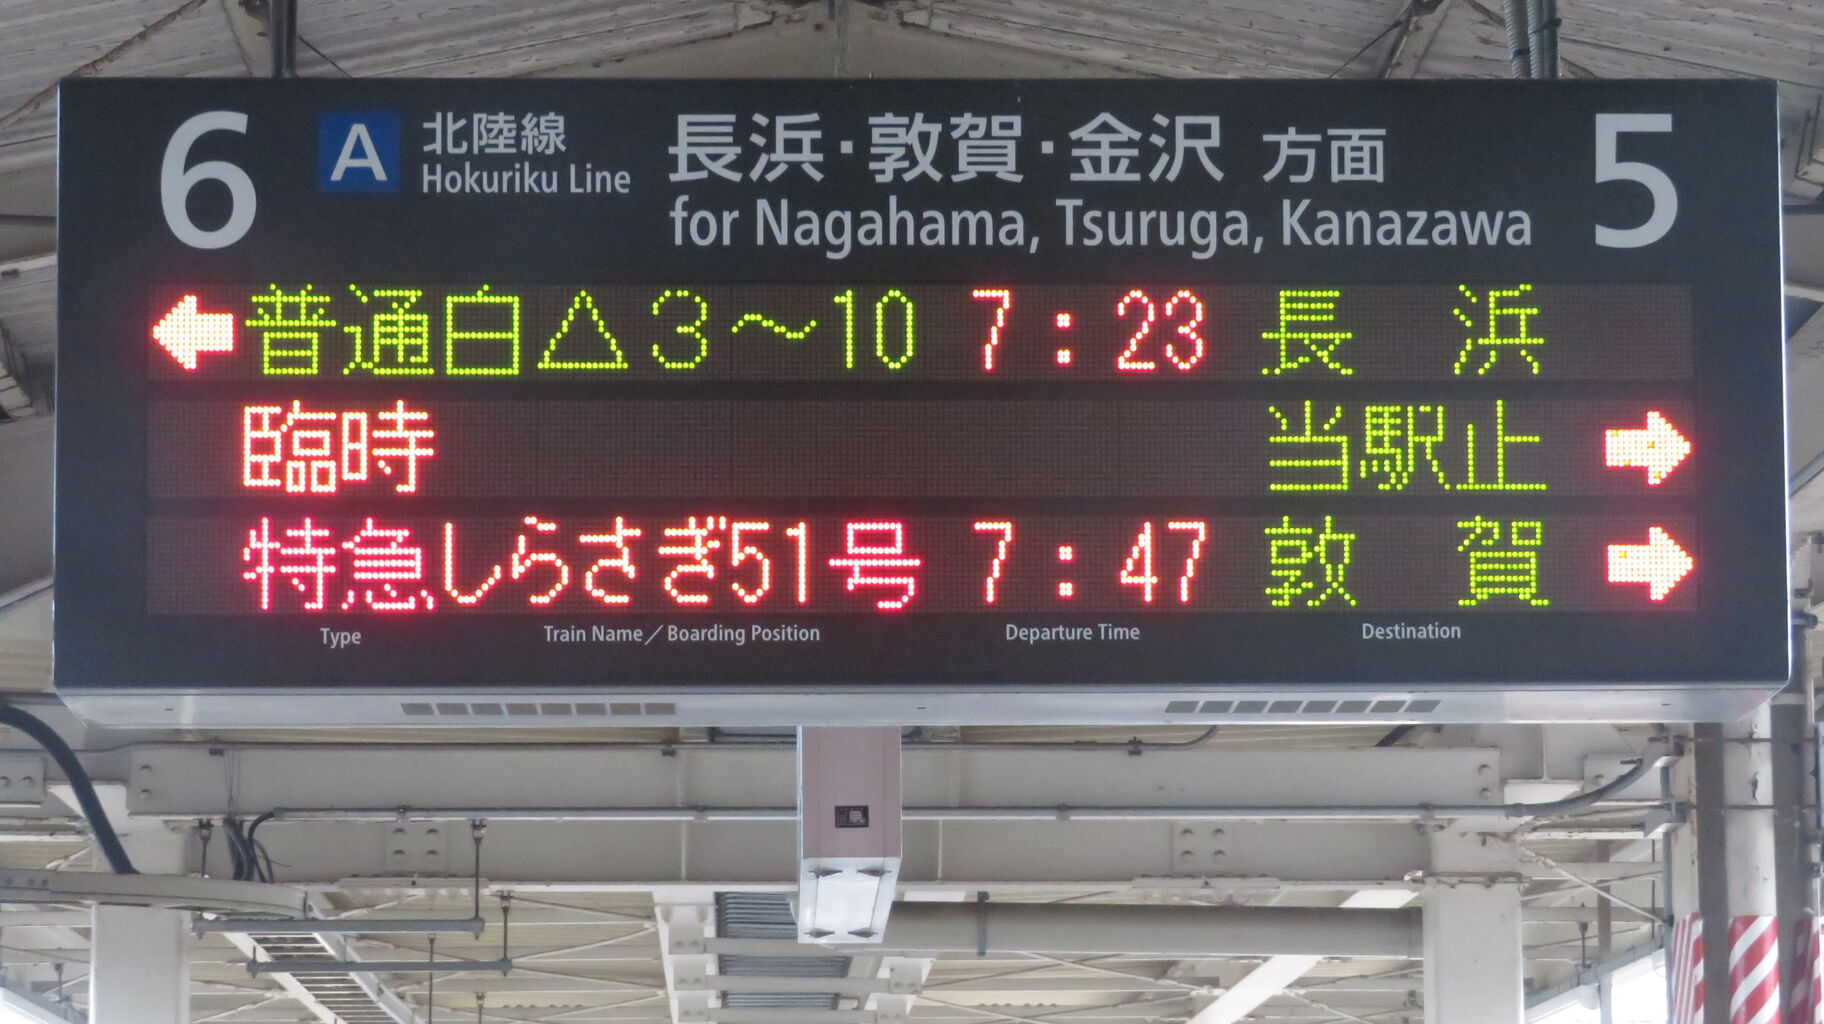 6 A 北陸線 長浜・敦賀・金沢 方面 5
Hokuriku Line for Nagahama, Tsuruga, Kanazawa
← 普通 白△3～10 7:23 長浜
臨時 当駅止 →
特急 しらさぎ51号 7:47 敦賀 →
Type Train Name／Boarding Position Departure Time Destination